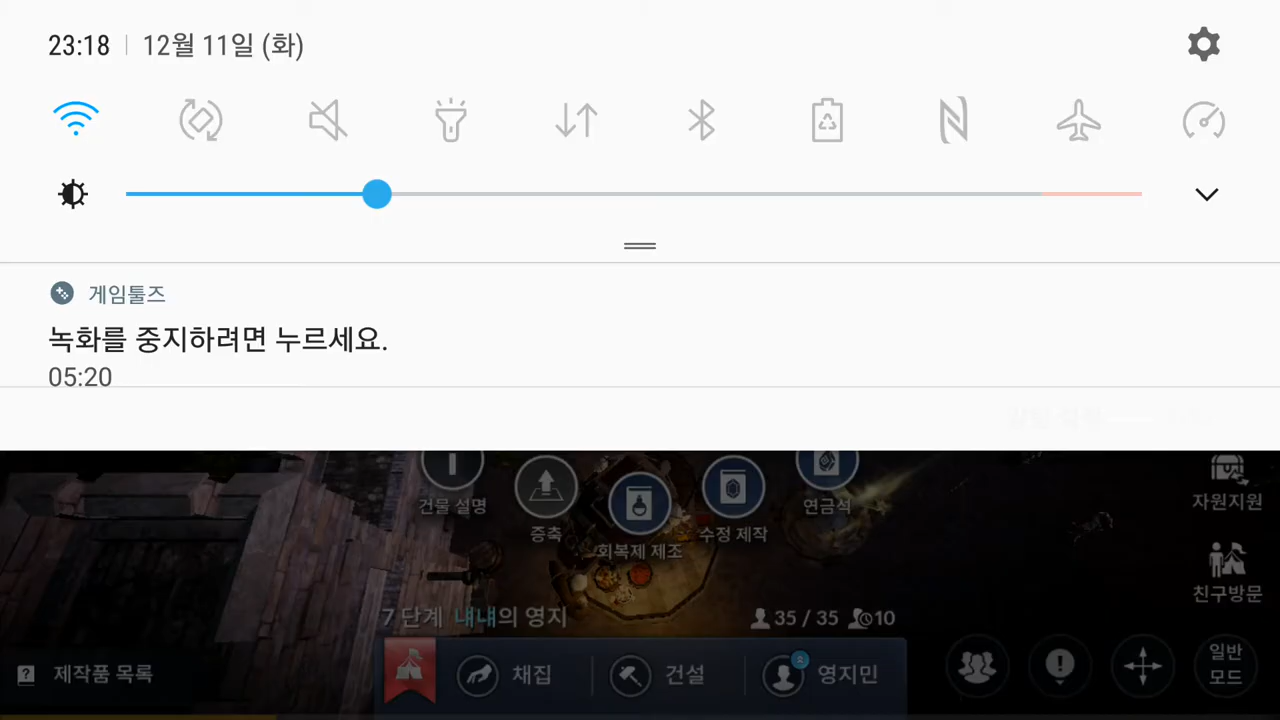 23:18 12월 11일 (화)
게임툴즈
녹화를 중지하려면 누르세요.
05:20
건물 설명
증축
회복제 제조
수정 제작
연금석
자원지원
친구방문
7 단계 내내의 영지
35 / 35
10
? 제작품 목록
채집
건설
영지민
일반
모드